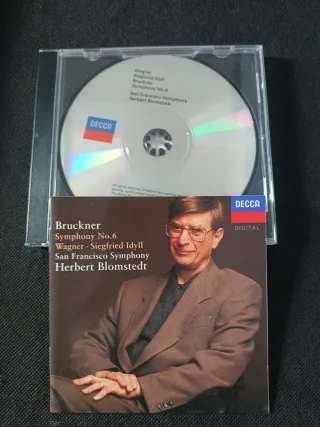 Wagner
Siegfried Idyll
Bruckner
Symphony No.6
San Francisco Symphony
Herbert Blomstedt
DECCA
Bruckner
Symphony No.6
Wagner · Siegfried Idyll
San Francisco Symphony
Herbert Blomstedt
DECCA
DIGITAL